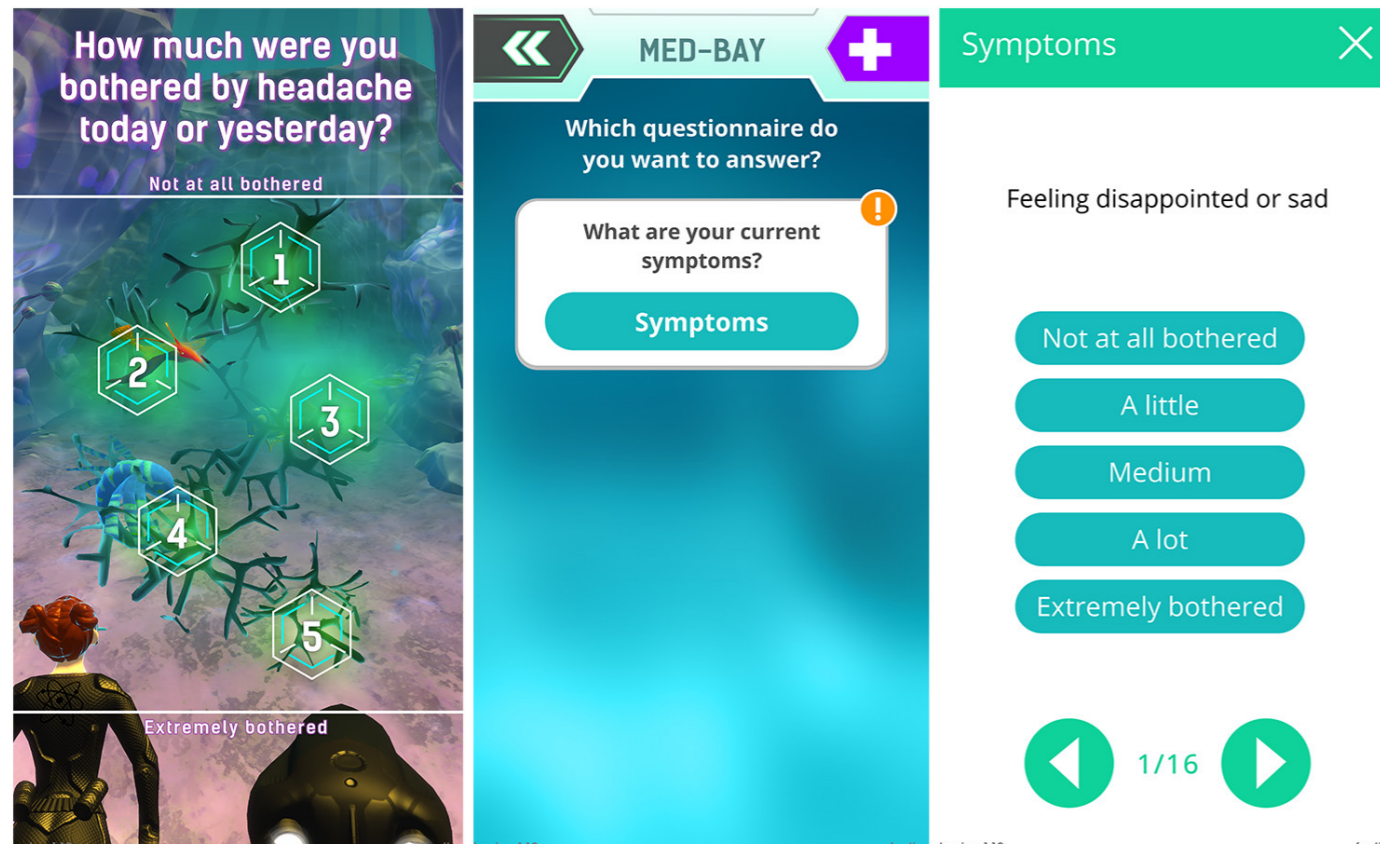 How much were you
bothered by headache
today or yesterday?
Not at all bothered
1
2
3
4
5
Extremely bothered
MED-BAY
Which questionnaire do
you want to answer?
What are your current
symptoms?
!
Symptoms
Symptoms
Feeling disappointed or sad
Not at all bothered
A little
Medium
A lot
Extremely bothered
1/16